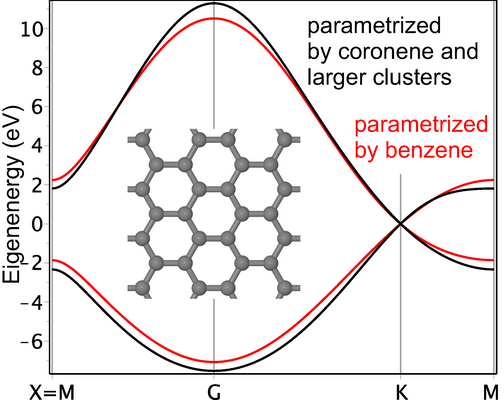 parametrized
by coronene and
larger clusters
parametrized
by benzene
Eigenenergy (eV)
10
8
6
4
2
0
−2
−4
−6
X=M
G
K
M